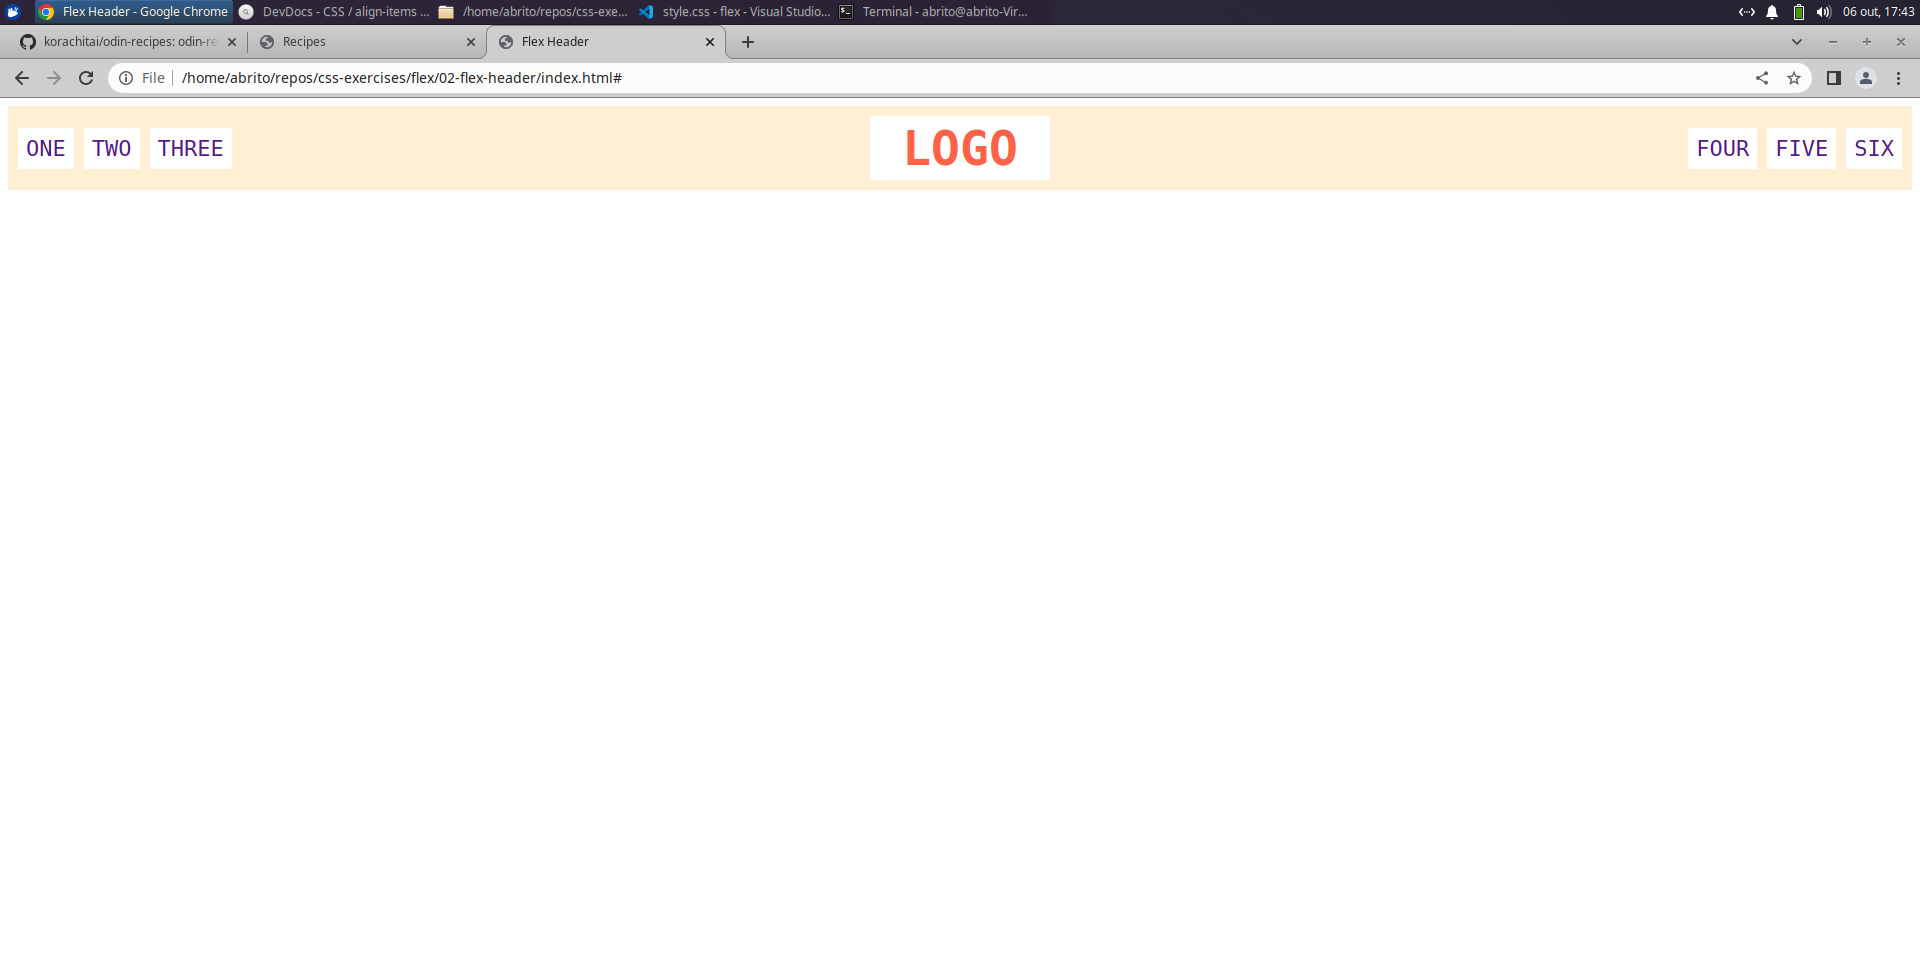 Flex Header - Google Chrome DevDocs - CSS / align-items ... /home/abrito/repos/css-exe... style.css - flex - Visual Studio... Terminal - abrito@abrito-Vir... 06 out, 17:43
korachitai/odin-recipes: odin-re Recipes Flex Header
File /home/abrito/repos/css-exercises/flex/02-flex-header/index.html#
ONE TWO THREE LOGO FOUR FIVE SIX